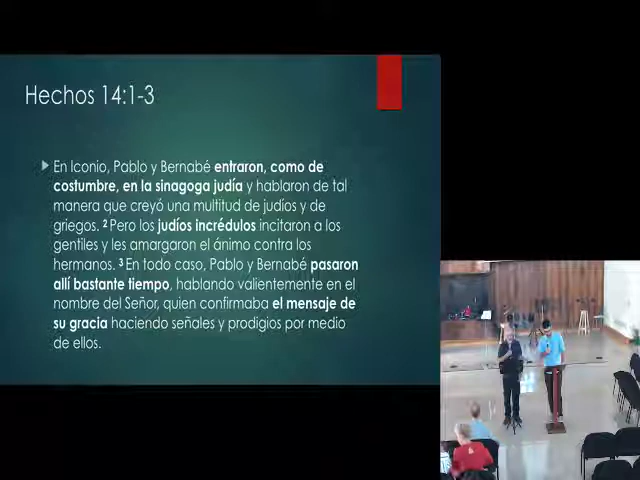 Hechos 14:1-3
En Iconio, Pablo y Bernabé entraron, como de
costumbre, en la sinagoga judía y hablaron de tal
manera que creyó una multitud de judíos y de
griegos. 2 Pero los judíos incrédulos incitaron a los
gentiles y les amargaron el ánimo contra los
hermanos. 3 En todo caso, Pablo y Bernabé pasaron
allí bastante tiempo, hablando valientemente en el
nombre del Señor, quien confirmaba el mensaje de
su gracia haciendo señales y prodigios por medio
de ellos.